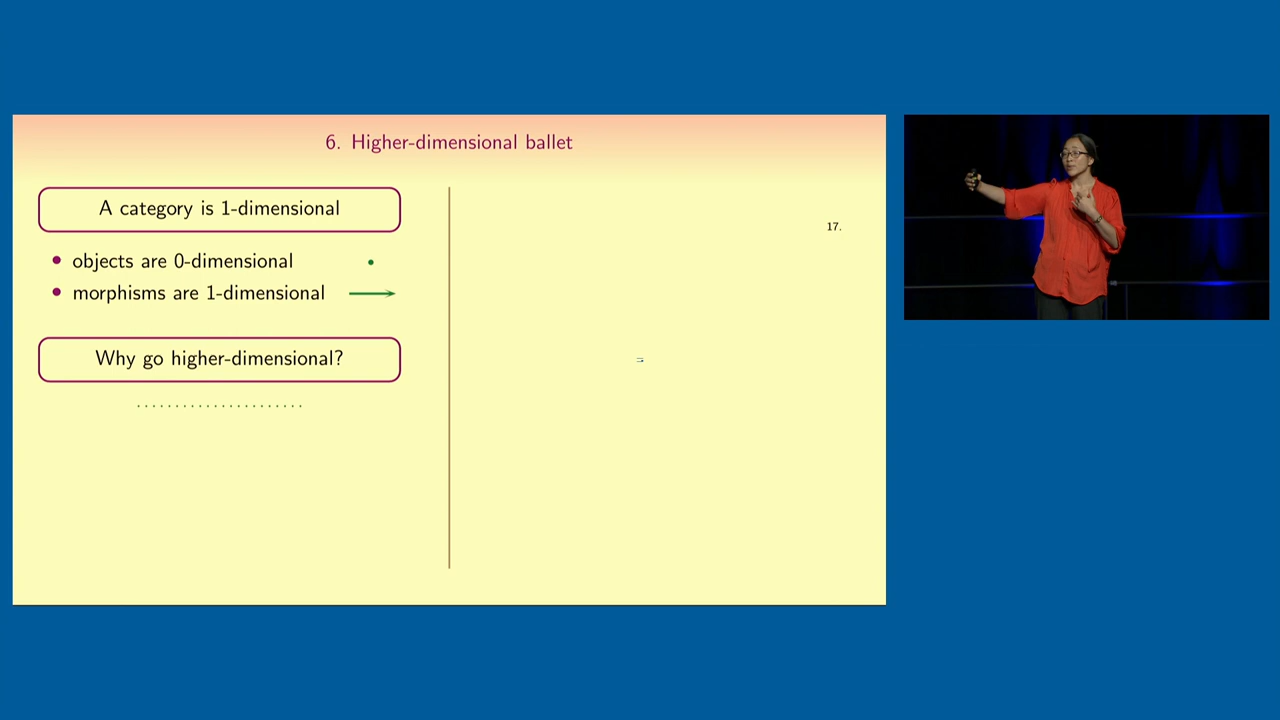 6. Higher-dimensional ballet
A category is 1-dimensional
• objects are 0-dimensional
• morphisms are 1-dimensional
Why go higher-dimensional?
......................
17.